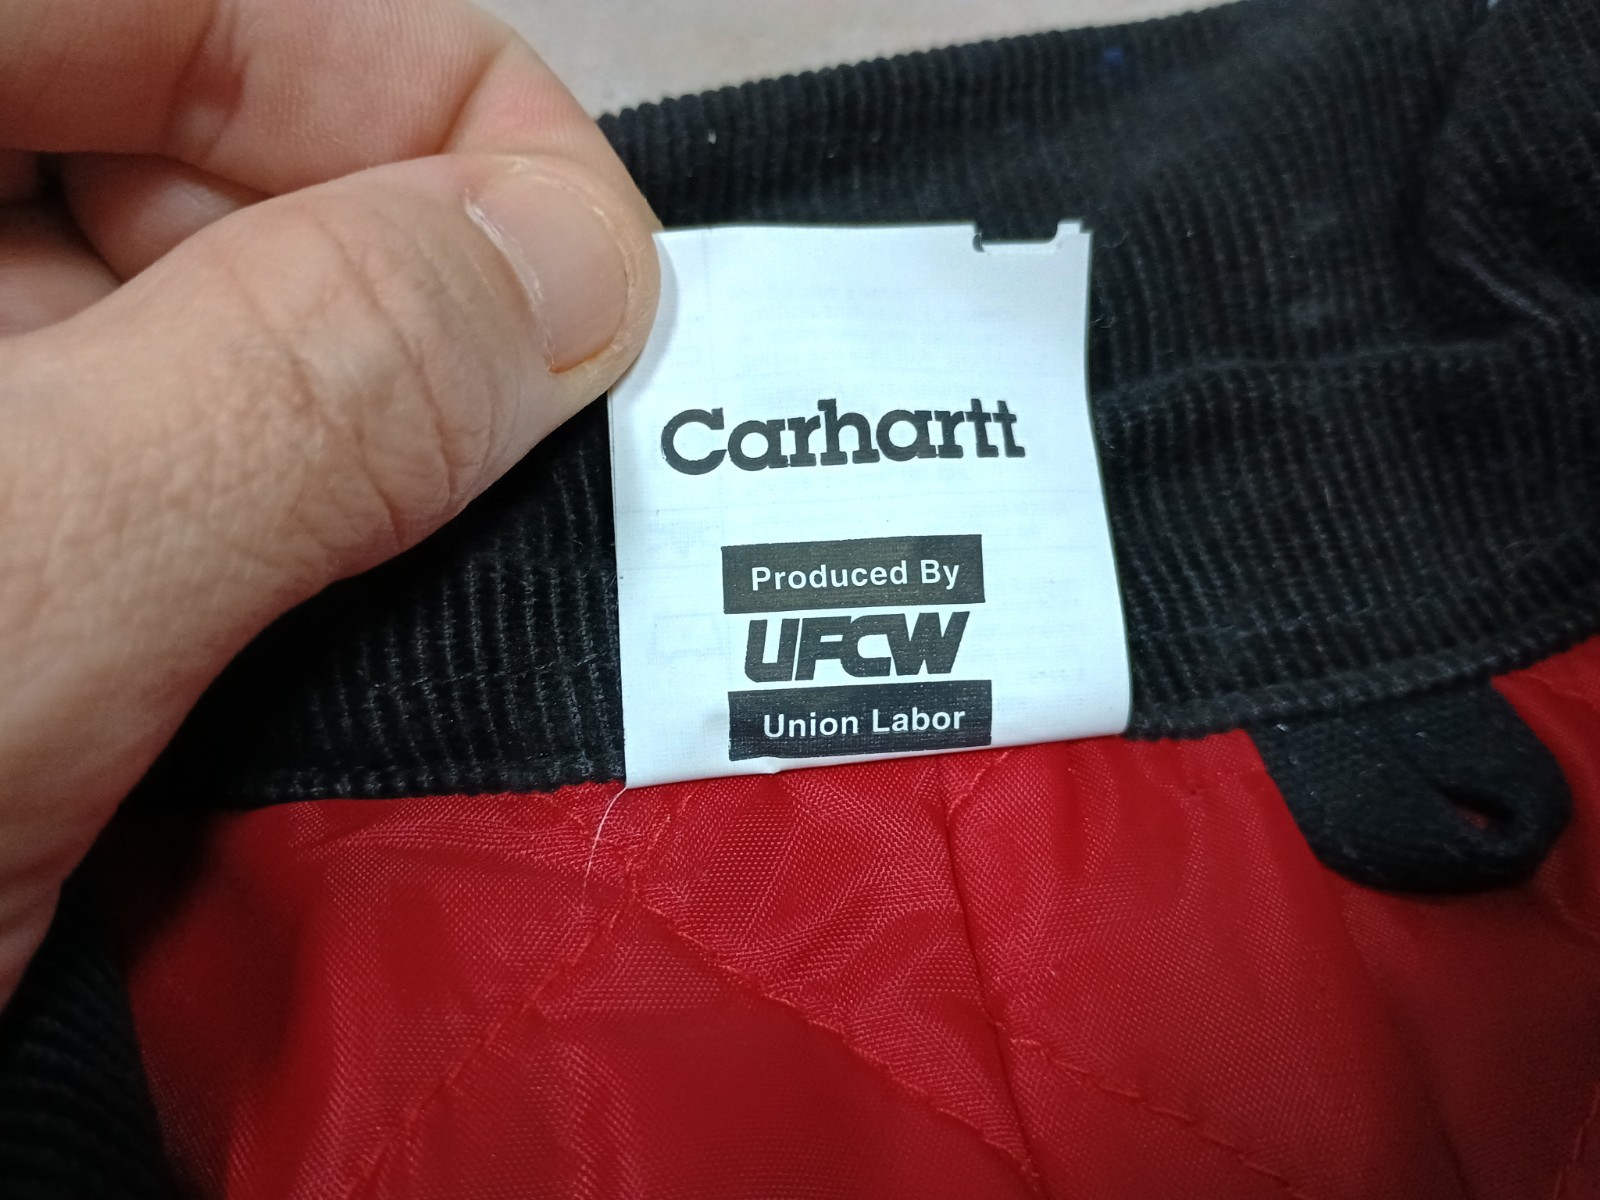 Carhartt
Produced By
UFCW
Union Labor